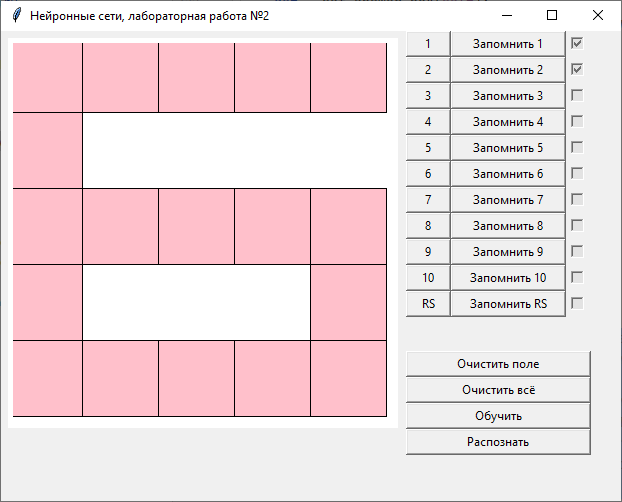 Нейронные сети, лабораторная работа №2
1 Запомнить 1
2 Запомнить 2
3 Запомнить 3
4 Запомнить 4
5 Запомнить 5
6 Запомнить 6
7 Запомнить 7
8 Запомнить 8
9 Запомнить 9
10 Запомнить 10
RS Запомнить RS
Очистить поле
Очистить всё
Обучить
Распознать